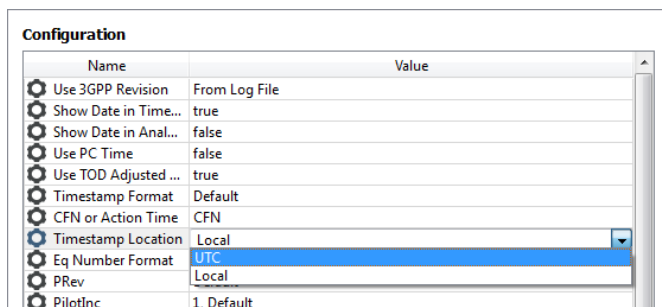 Configuration
Name Value
Use 3GPP Revision From Log File
Show Date in Time... true
Show Date in Anal... false
Use PC Time false
Use TOD Adjusted ... true
Timestamp Format Default
CFN or Action Time CFN
Timestamp Location Local
Eq Number Format UTC
Local
PRev
PilotInc 1, Default